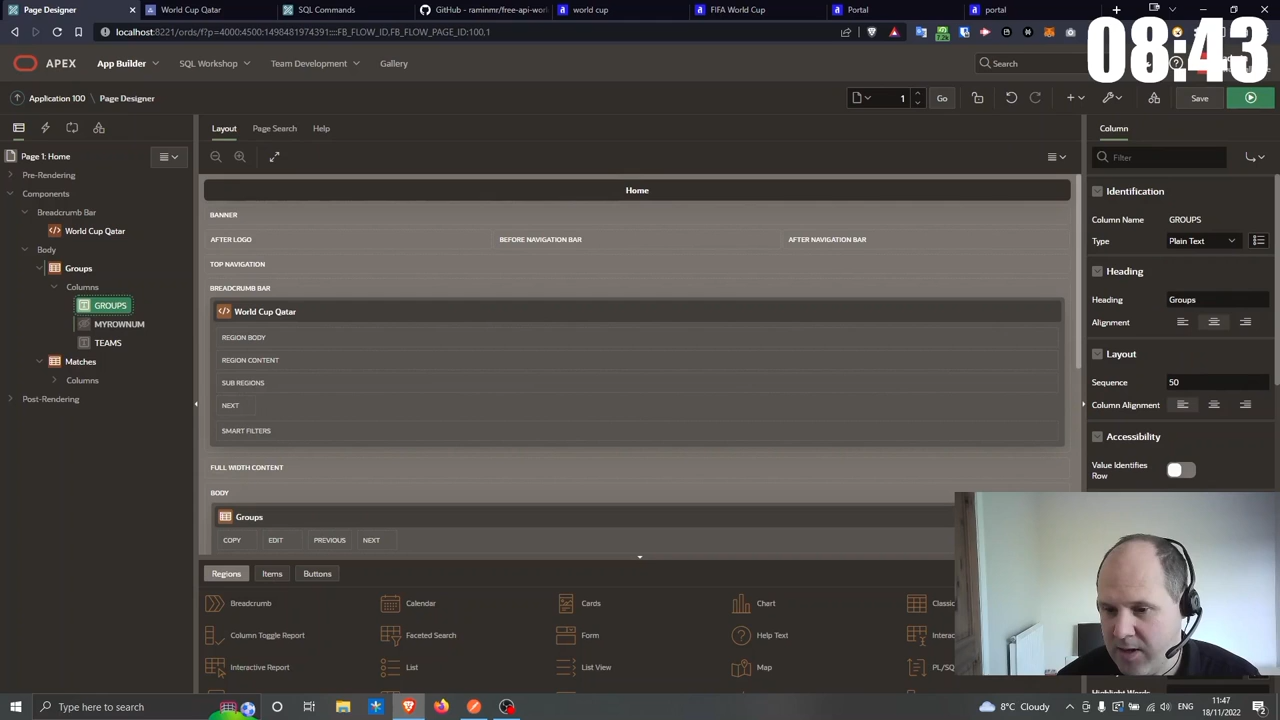 Page Designer
World Cup Qatar
SQL Commands
GitHub - raminmr/free-api-worl
world cup
FIFA World Cup
Portal
portal
localhost:8221/ords/f?p=4000:4500:1498481974391::::FB_FLOW_ID,FB_FLOW_PAGE_ID:100,1
08:43
APEX
App Builder
SQL Workshop
Team Development
Gallery
Search
Application 100
Page Designer
1
Go
Save
Layout
Page Search
Help
Column
Page 1: Home
Filter
Pre-Rendering
Components
Breadcrumb Bar
World Cup Qatar
Body
Groups
Columns
GROUPS
MYROWNUM
TEAMS
Matches
Columns
Post-Rendering
Home
BANNER
AFTER LOGO
BEFORE NAVIGATION BAR
AFTER NAVIGATION BAR
TOP NAVIGATION
BREADCRUMB BAR
World Cup Qatar
REGION BODY
REGION CONTENT
SUB REGIONS
NEXT
SMART FILTERS
FULL WIDTH CONTENT
BODY
Groups
COPY
EDIT
PREVIOUS
NEXT
Regions
Items
Buttons
Breadcrumb
Calendar
Cards
Chart
Classic
Column Toggle Report
Faceted Search
Form
Help Text
Interac
Interactive Report
List
List View
Map
PL/SQ
Identification
Column Name
GROUPS
Type
Plain Text
Heading
Heading
Groups
Alignment
Layout
Sequence
50
Column Alignment
Accessibility
Value Identifies
Row
Type here to search
8°C Cloudy
11:47
18/11/2022